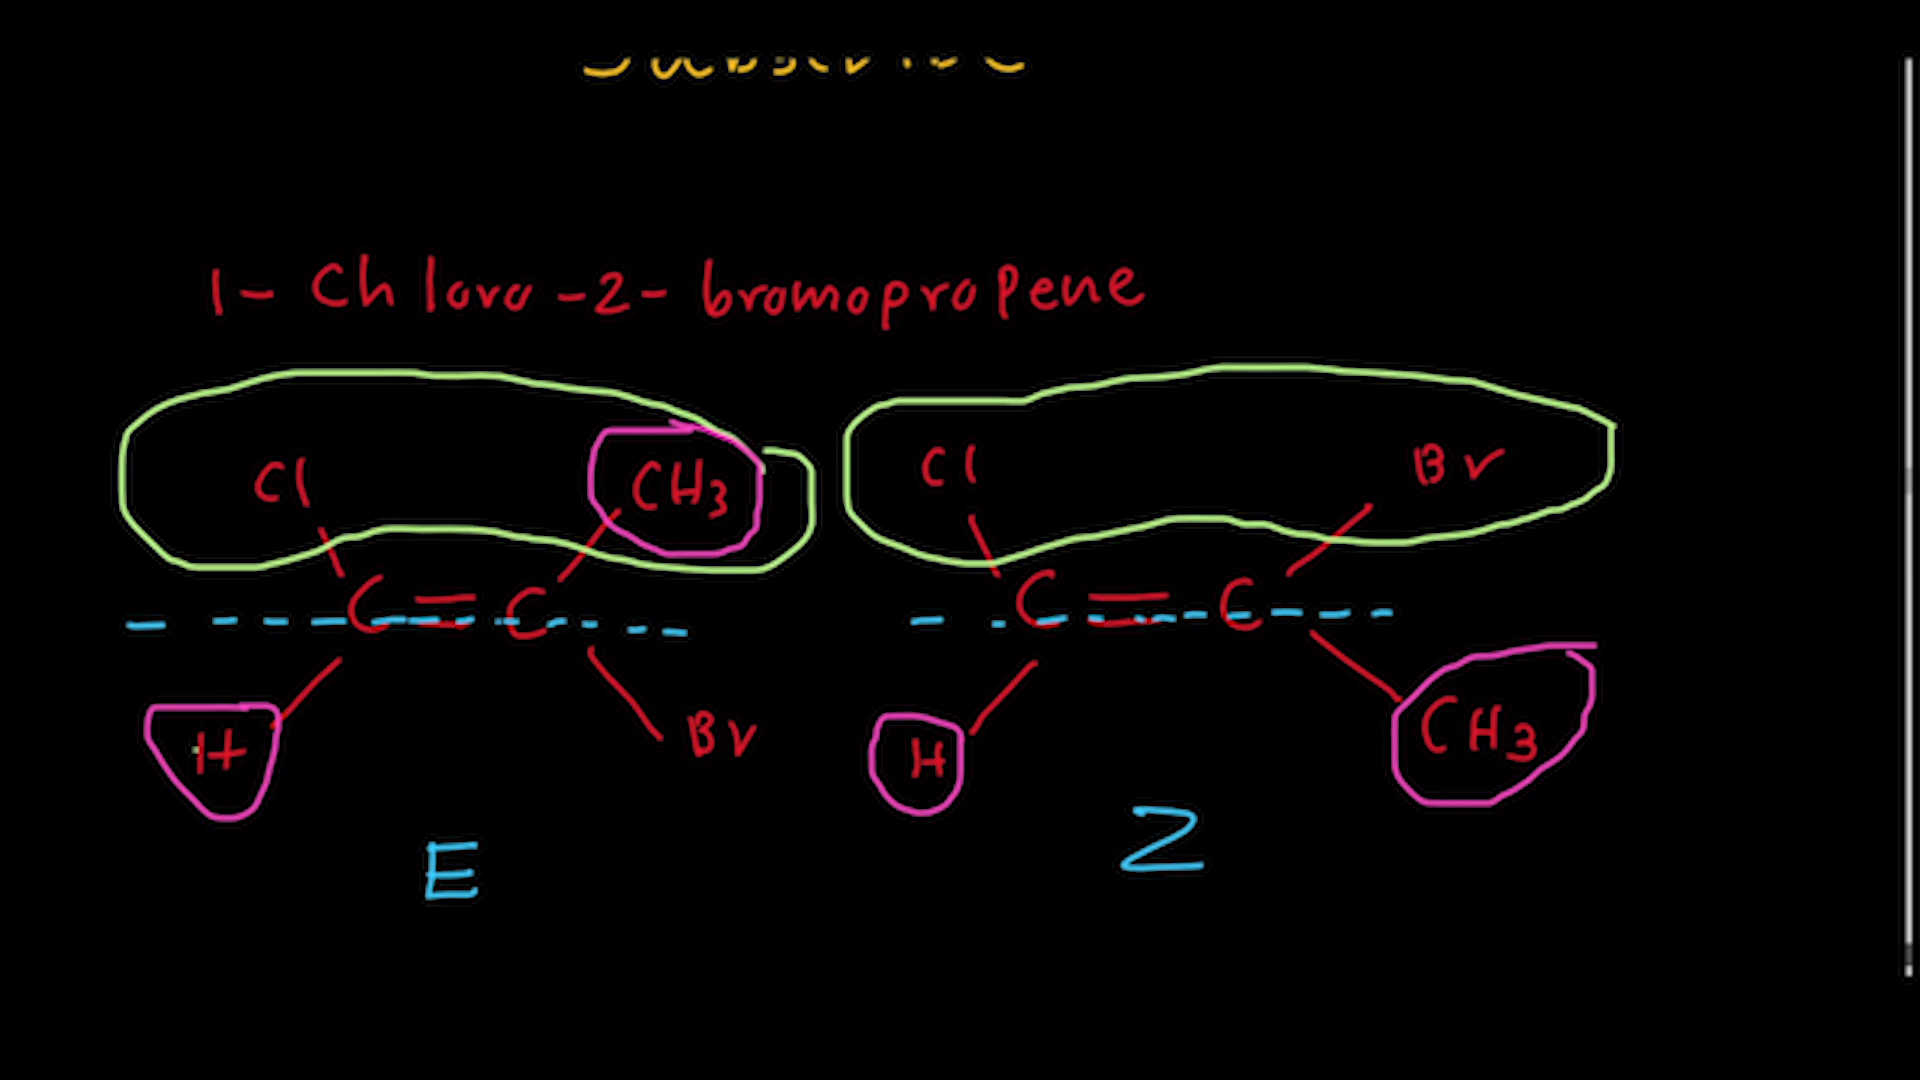 1-Chloro-2-bromopropene
Cl CH3 Cl Br
C=C C=C
H Br H CH3
E Z